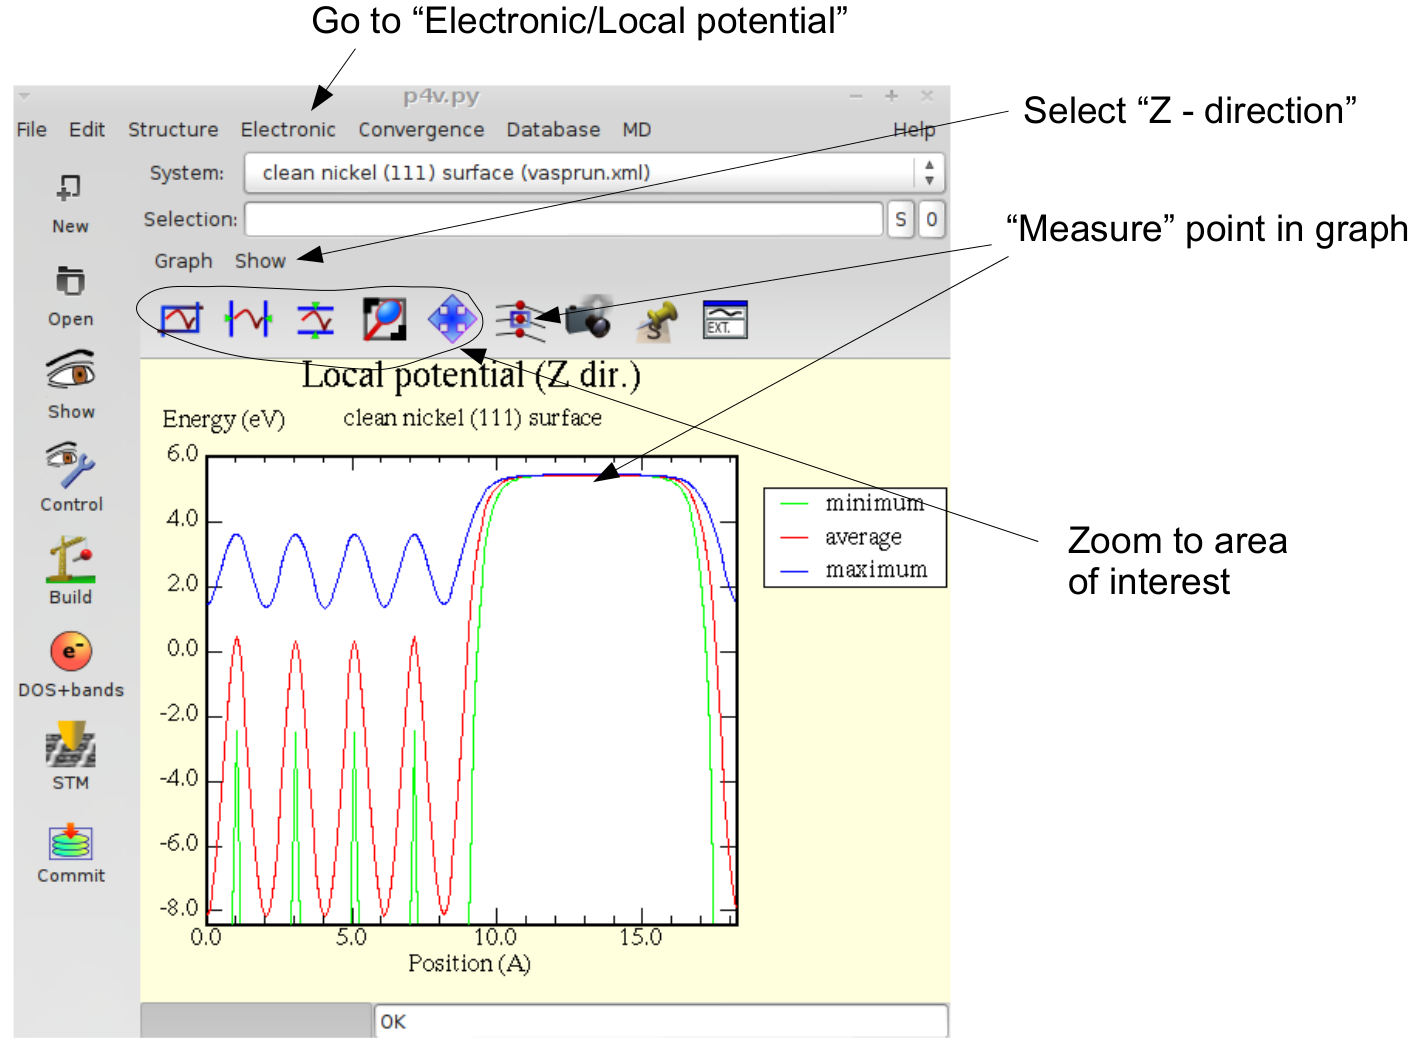 Go to “Electronic/Local potential”
p4v.py
File Edit Structure Electronic Convergence Database MD Help
Select “Z - direction”
System: clean nickel (111) surface (vasprun.xml)
Selection: S 0
“Measure” point in graph
Graph Show
New
Open
Show
Control
Build
e-
DOS+bands
STM
Commit
S
EXT.
Local potential (Z dir.)
Energy (eV) clean nickel (111) surface
6.0
4.0
2.0
0.0
-2.0
-4.0
-6.0
-8.0
0.0 5.0 10.0 15.0
Position (A)
minimum
average
maximum
Zoom to area
of interest
OK